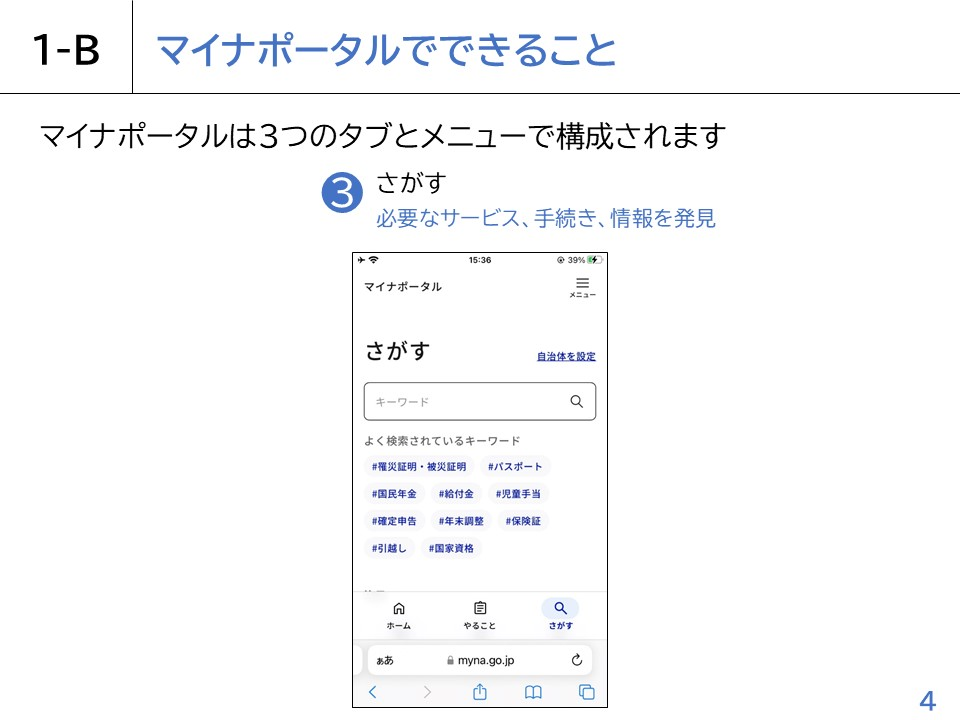 1-B
マイナポータルでできること
マイナポータルは3つのタブとメニューで構成されます
3 さがす
必要なサービス、手続き、情報を発見
15:36 39%
マイナポータル
メニュー
さがす
自治体を設定
キーワード
よく検索されているキーワード
#罹災証明・被災証明 #パスポート
#国民年金 #給付金 #児童手当
#確定申告 #年末調整 #保険証
#引越し #国家資格
ホーム やること さがす
ぁあ myna.go.jp
4